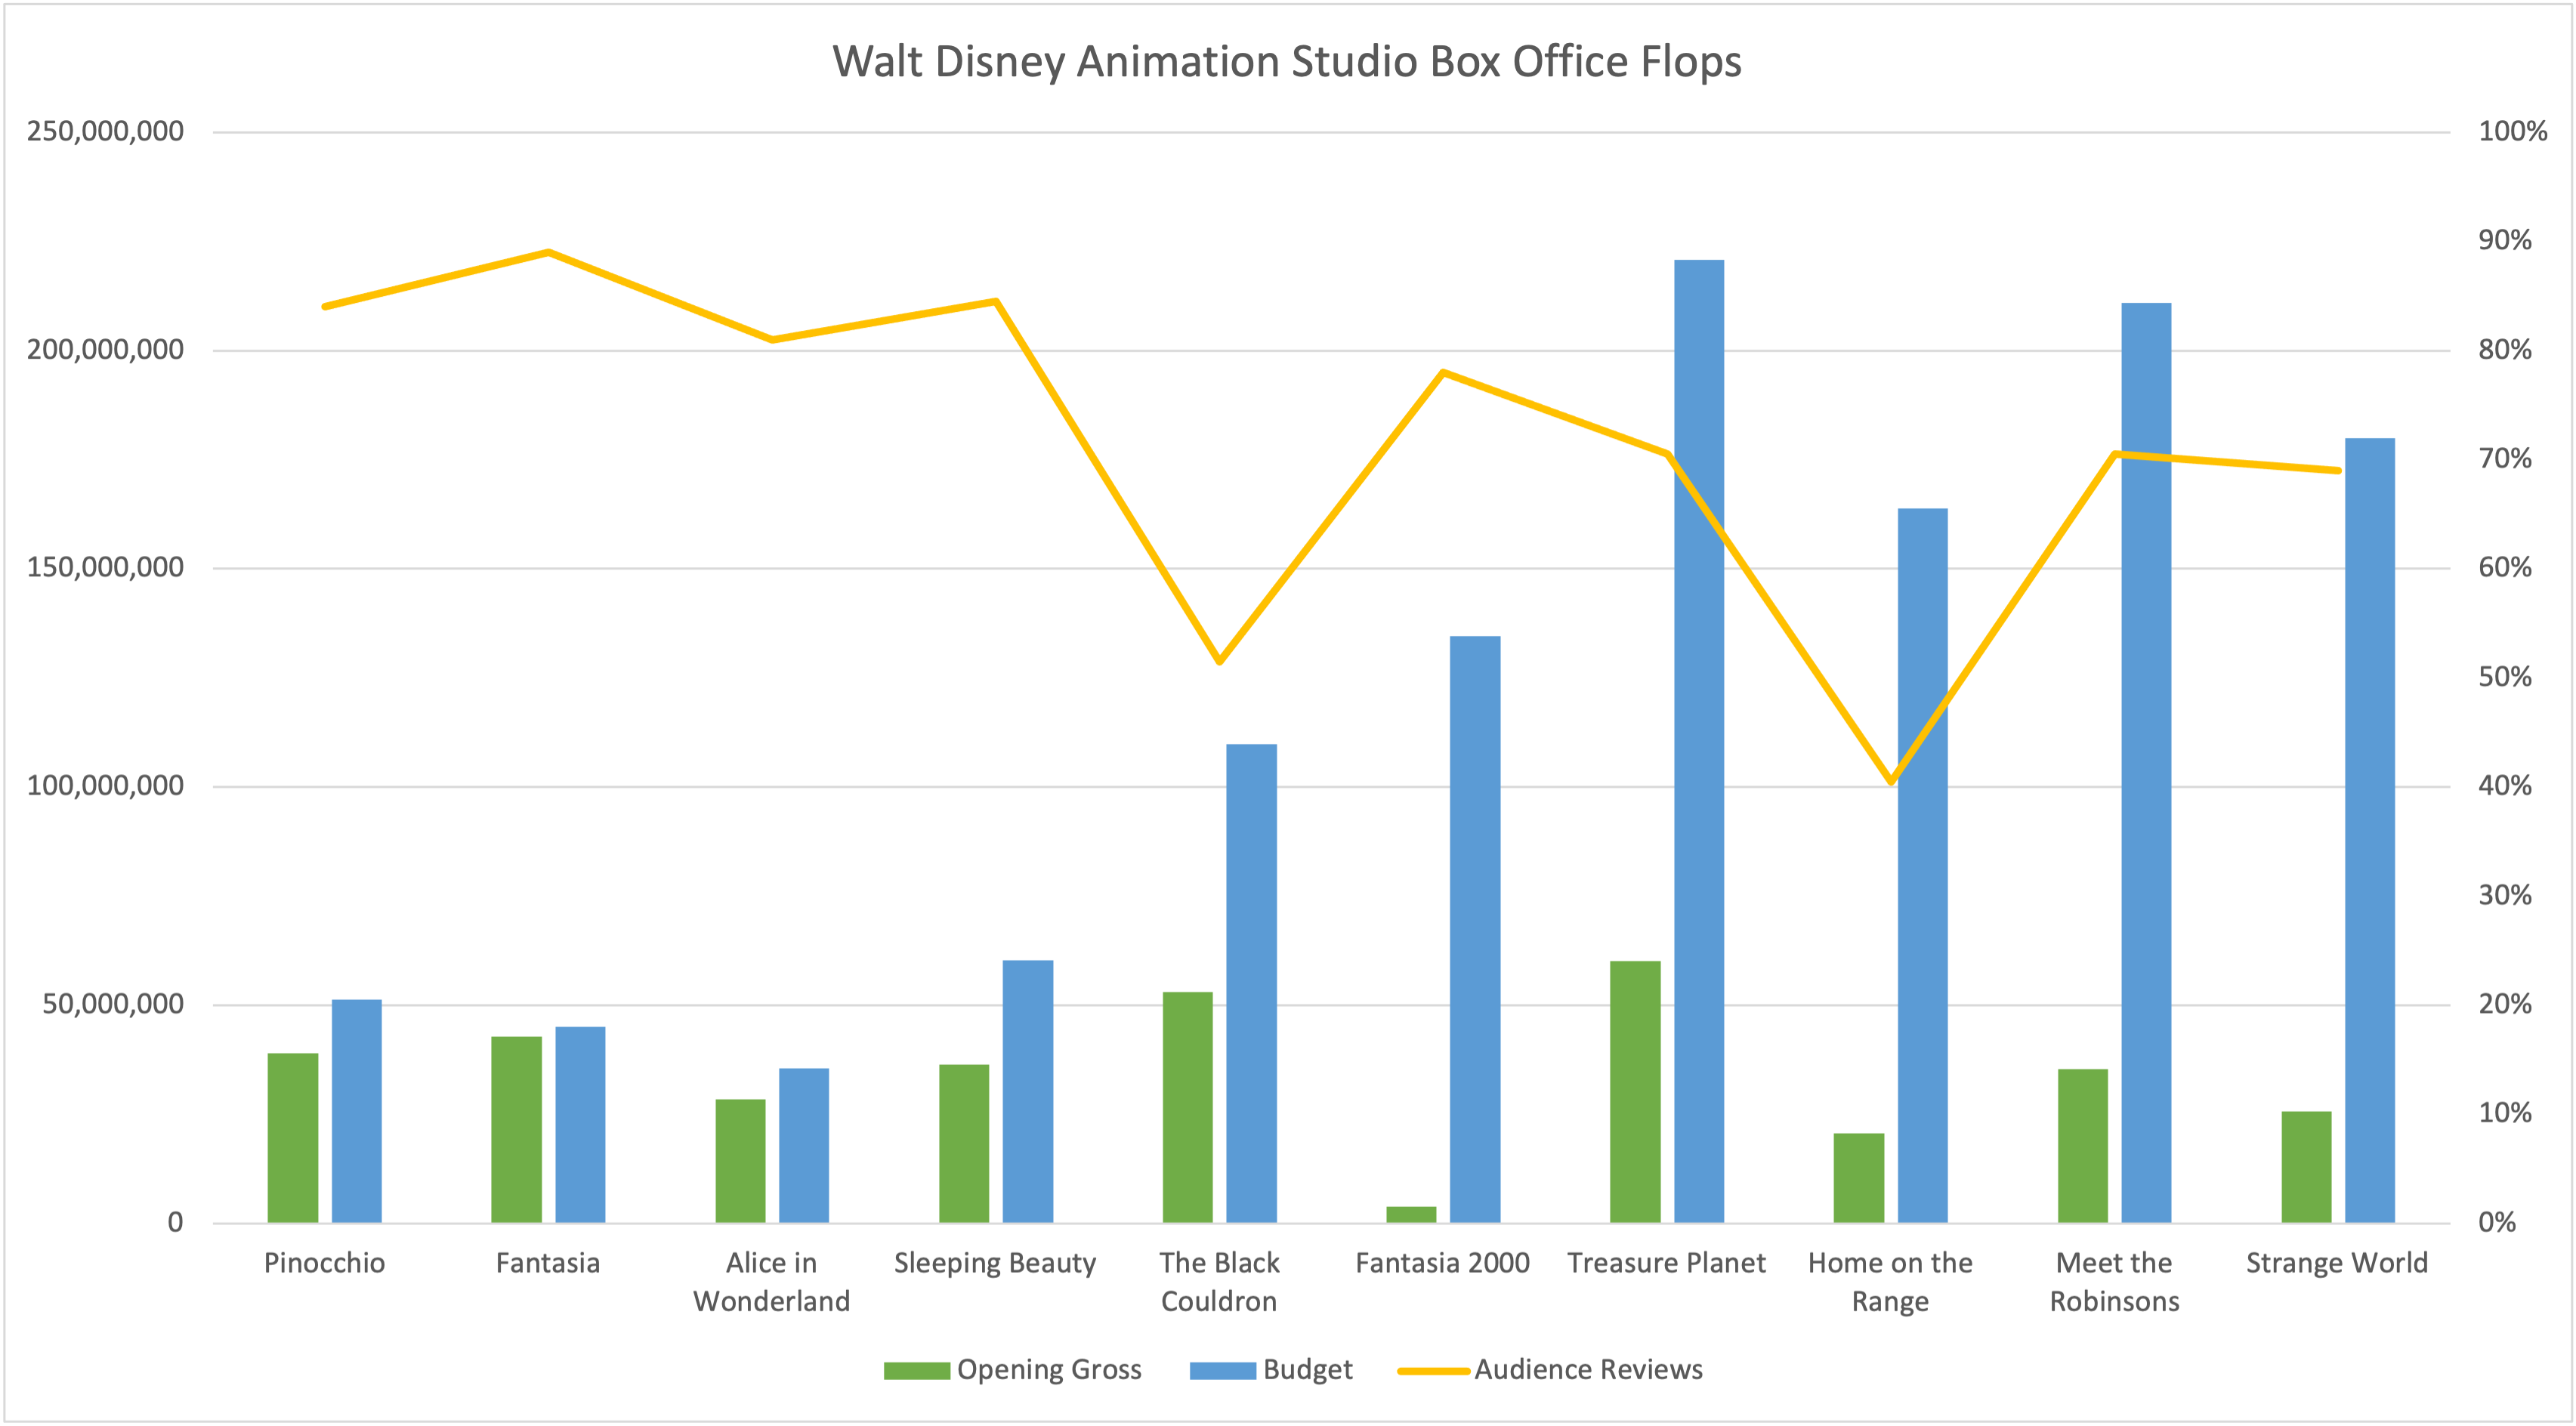 Walt Disney Animation Studio Box Office Flops
250,000,000
200,000,000
150,000,000
100,000,000
50,000,000
0
100%
90%
80%
70%
60%
50%
40%
30%
20%
10%
0%
Pinocchio
Fantasia
Alice in
Wonderland
Sleeping Beauty
The Black
Couldron
Fantasia 2000
Treasure Planet
Home on the
Range
Meet the
Robinsons
Strange World
Opening Gross
Budget
Audience Reviews